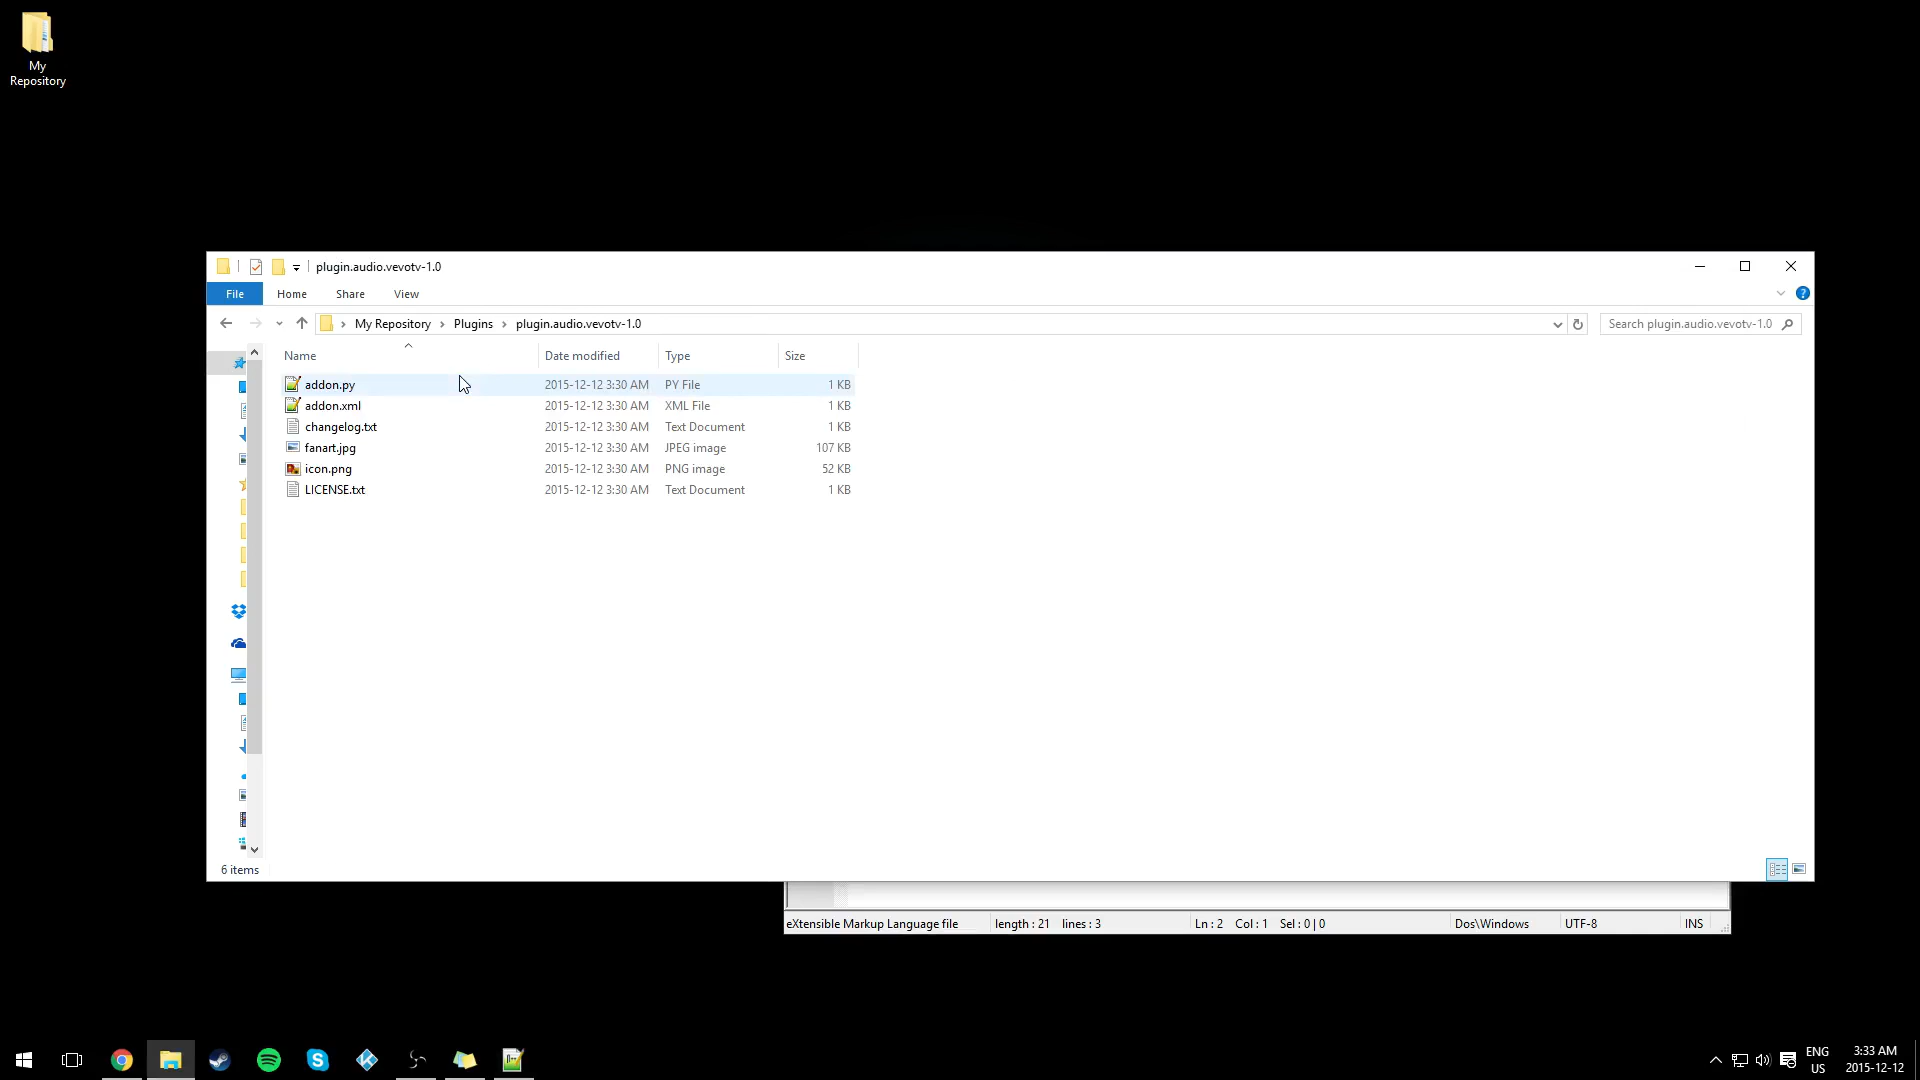 My
Repository
plugin.audio.vevotv-1.0
File Home Share View
My Repository Plugins plugin.audio.vevotv-1.0 Search plugin.audio.vevotv-1.0
Name Date modified Type Size
addon.py 2015-12-12 3:30 AM PY File 1 KB
addon.xml 2015-12-12 3:30 AM XML File 1 KB
changelog.txt 2015-12-12 3:30 AM Text Document 1 KB
fanart.jpg 2015-12-12 3:30 AM JPEG image 107 KB
icon.png 2015-12-12 3:30 AM PNG image 52 KB
LICENSE.txt 2015-12-12 3:30 AM Text Document 1 KB
6 items
eXtensible Markup Language file length : 21 lines : 3 Ln : 2 Col : 1 Sel : 0 | 0 Dos\Windows UTF-8 INS
ENG 3:33 AM
US 2015-12-12